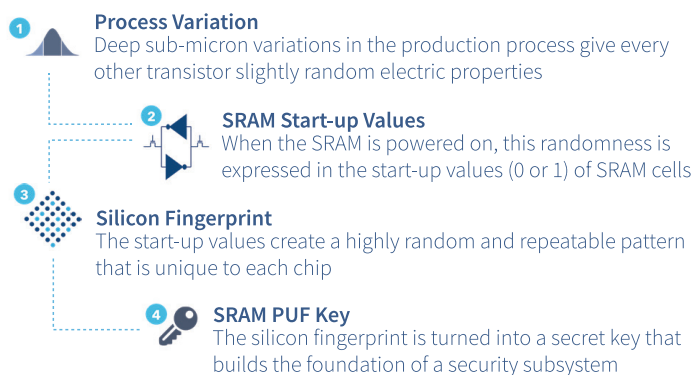 1
Process Variation
Deep sub-micron variations in the production process give every
other transistor slightly random electric properties
2
SRAM Start-up Values
When the SRAM is powered on, this randomness is
expressed in the start-up values (0 or 1) of SRAM cells
3
Silicon Fingerprint
The start-up values create a highly random and repeatable pattern
that is unique to each chip
4
SRAM PUF Key
The silicon fingerprint is turned into a secret key that
builds the foundation of a security subsystem